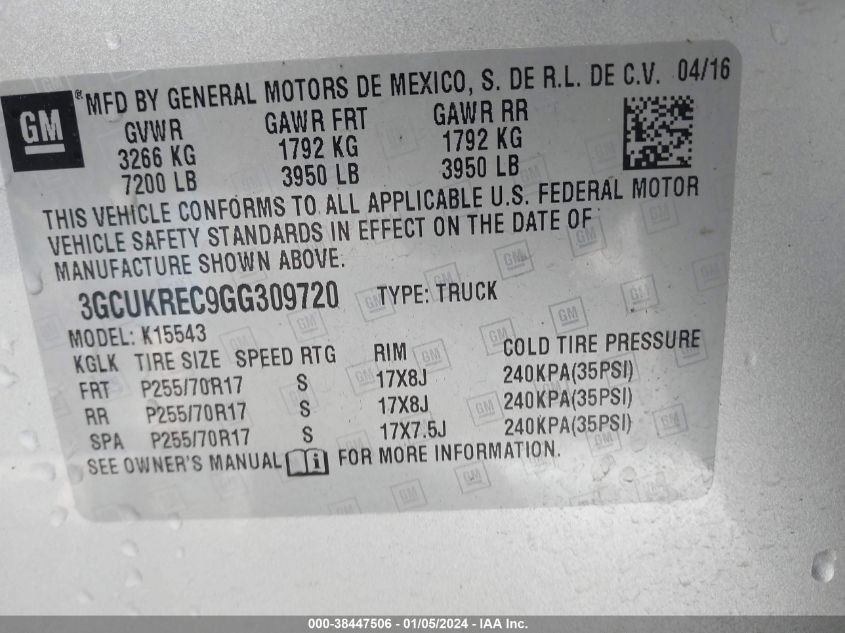 GM
® MFD BY GENERAL MOTORS DE MEXICO, S. DE R.L. DE C.V. 04/16
GVWR GAWR FRT GAWR RR
3266 KG 1792 KG 1792 KG
7200 LB 3950 LB 3950 LB
THIS VEHICLE CONFORMS TO ALL APPLICABLE U.S. FEDERAL MOTOR
VEHICLE SAFETY STANDARDS IN EFFECT ON THE DATE OF
MANUFACTURE SHOWN ABOVE.
3GCUKREC9GG309720 TYPE: TRUCK
MODEL: K15543
KGLK TIRE SIZE SPEED RTG RIM COLD TIRE PRESSURE
FRT P255/70R17 S 17X8J 240KPA(35PSI)
RR P255/70R17 S 17X8J 240KPA(35PSI)
SPA P255/70R17 S 17X7.5J 240KPA(35PSI)
SEE OWNER'S MANUAL i FOR MORE INFORMATION.
000-38447506 - 01/05/2024 - IAA Inc.